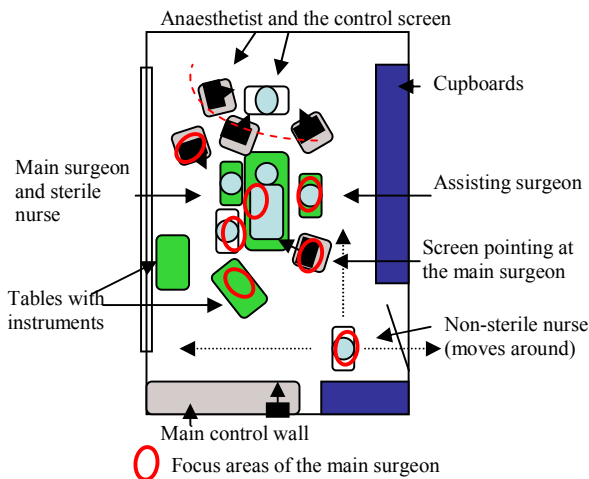 Anaesthetist and the control screen
Cupboards
Main surgeon
and sterile
nurse
Assisting surgeon
Screen pointing at
the main surgeon
Tables with
instruments
Non-sterile nurse
(moves around)
Main control wall
Focus areas of the main surgeon